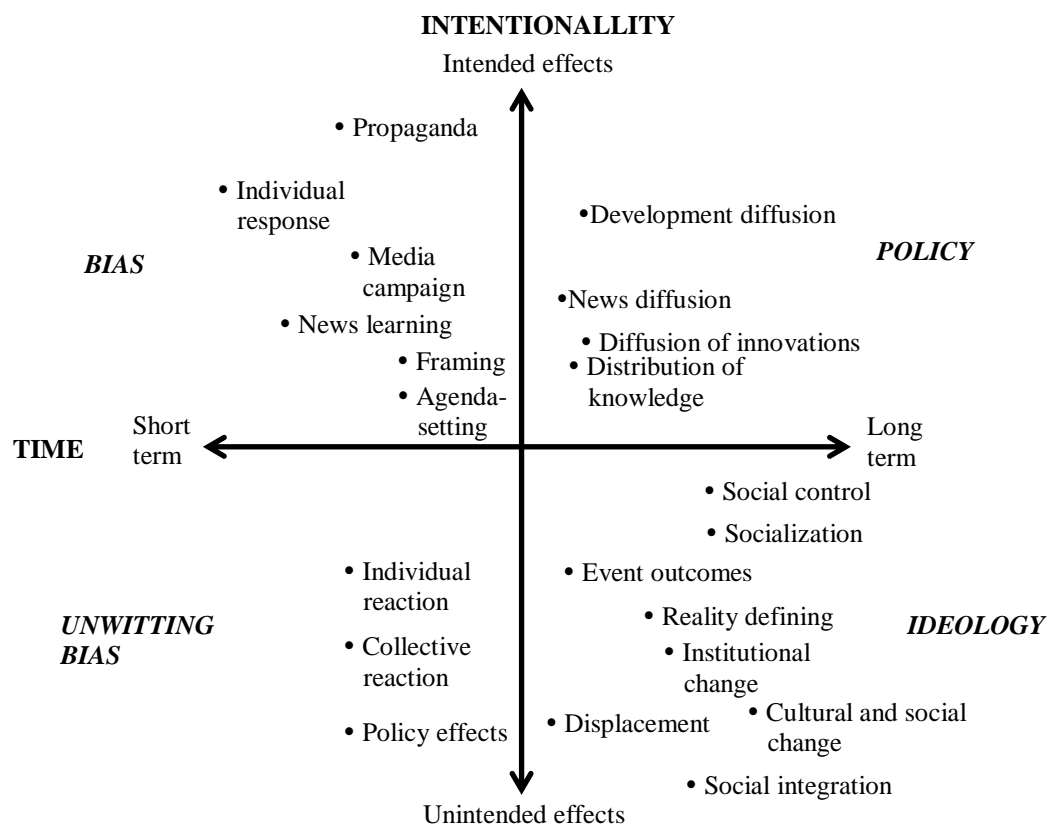 INTENTIONALLITY
Intended effects
• Propaganda
• Individual
response
•Development diffusion
BIAS
POLICY
• Media
campaign
•News diffusion
• News learning
• Diffusion of innovations
• Framing
• Distribution of
knowledge
• Agenda-
setting
TIME
Short
term
Long
term
• Social control
• Socialization
• Individual
reaction
• Event outcomes
UNWITTING
BIAS
• Reality defining
IDEOLOGY
• Collective
reaction
• Institutional
change
• Policy effects
• Displacement
• Cultural and social
change
• Social integration
Unintended effects